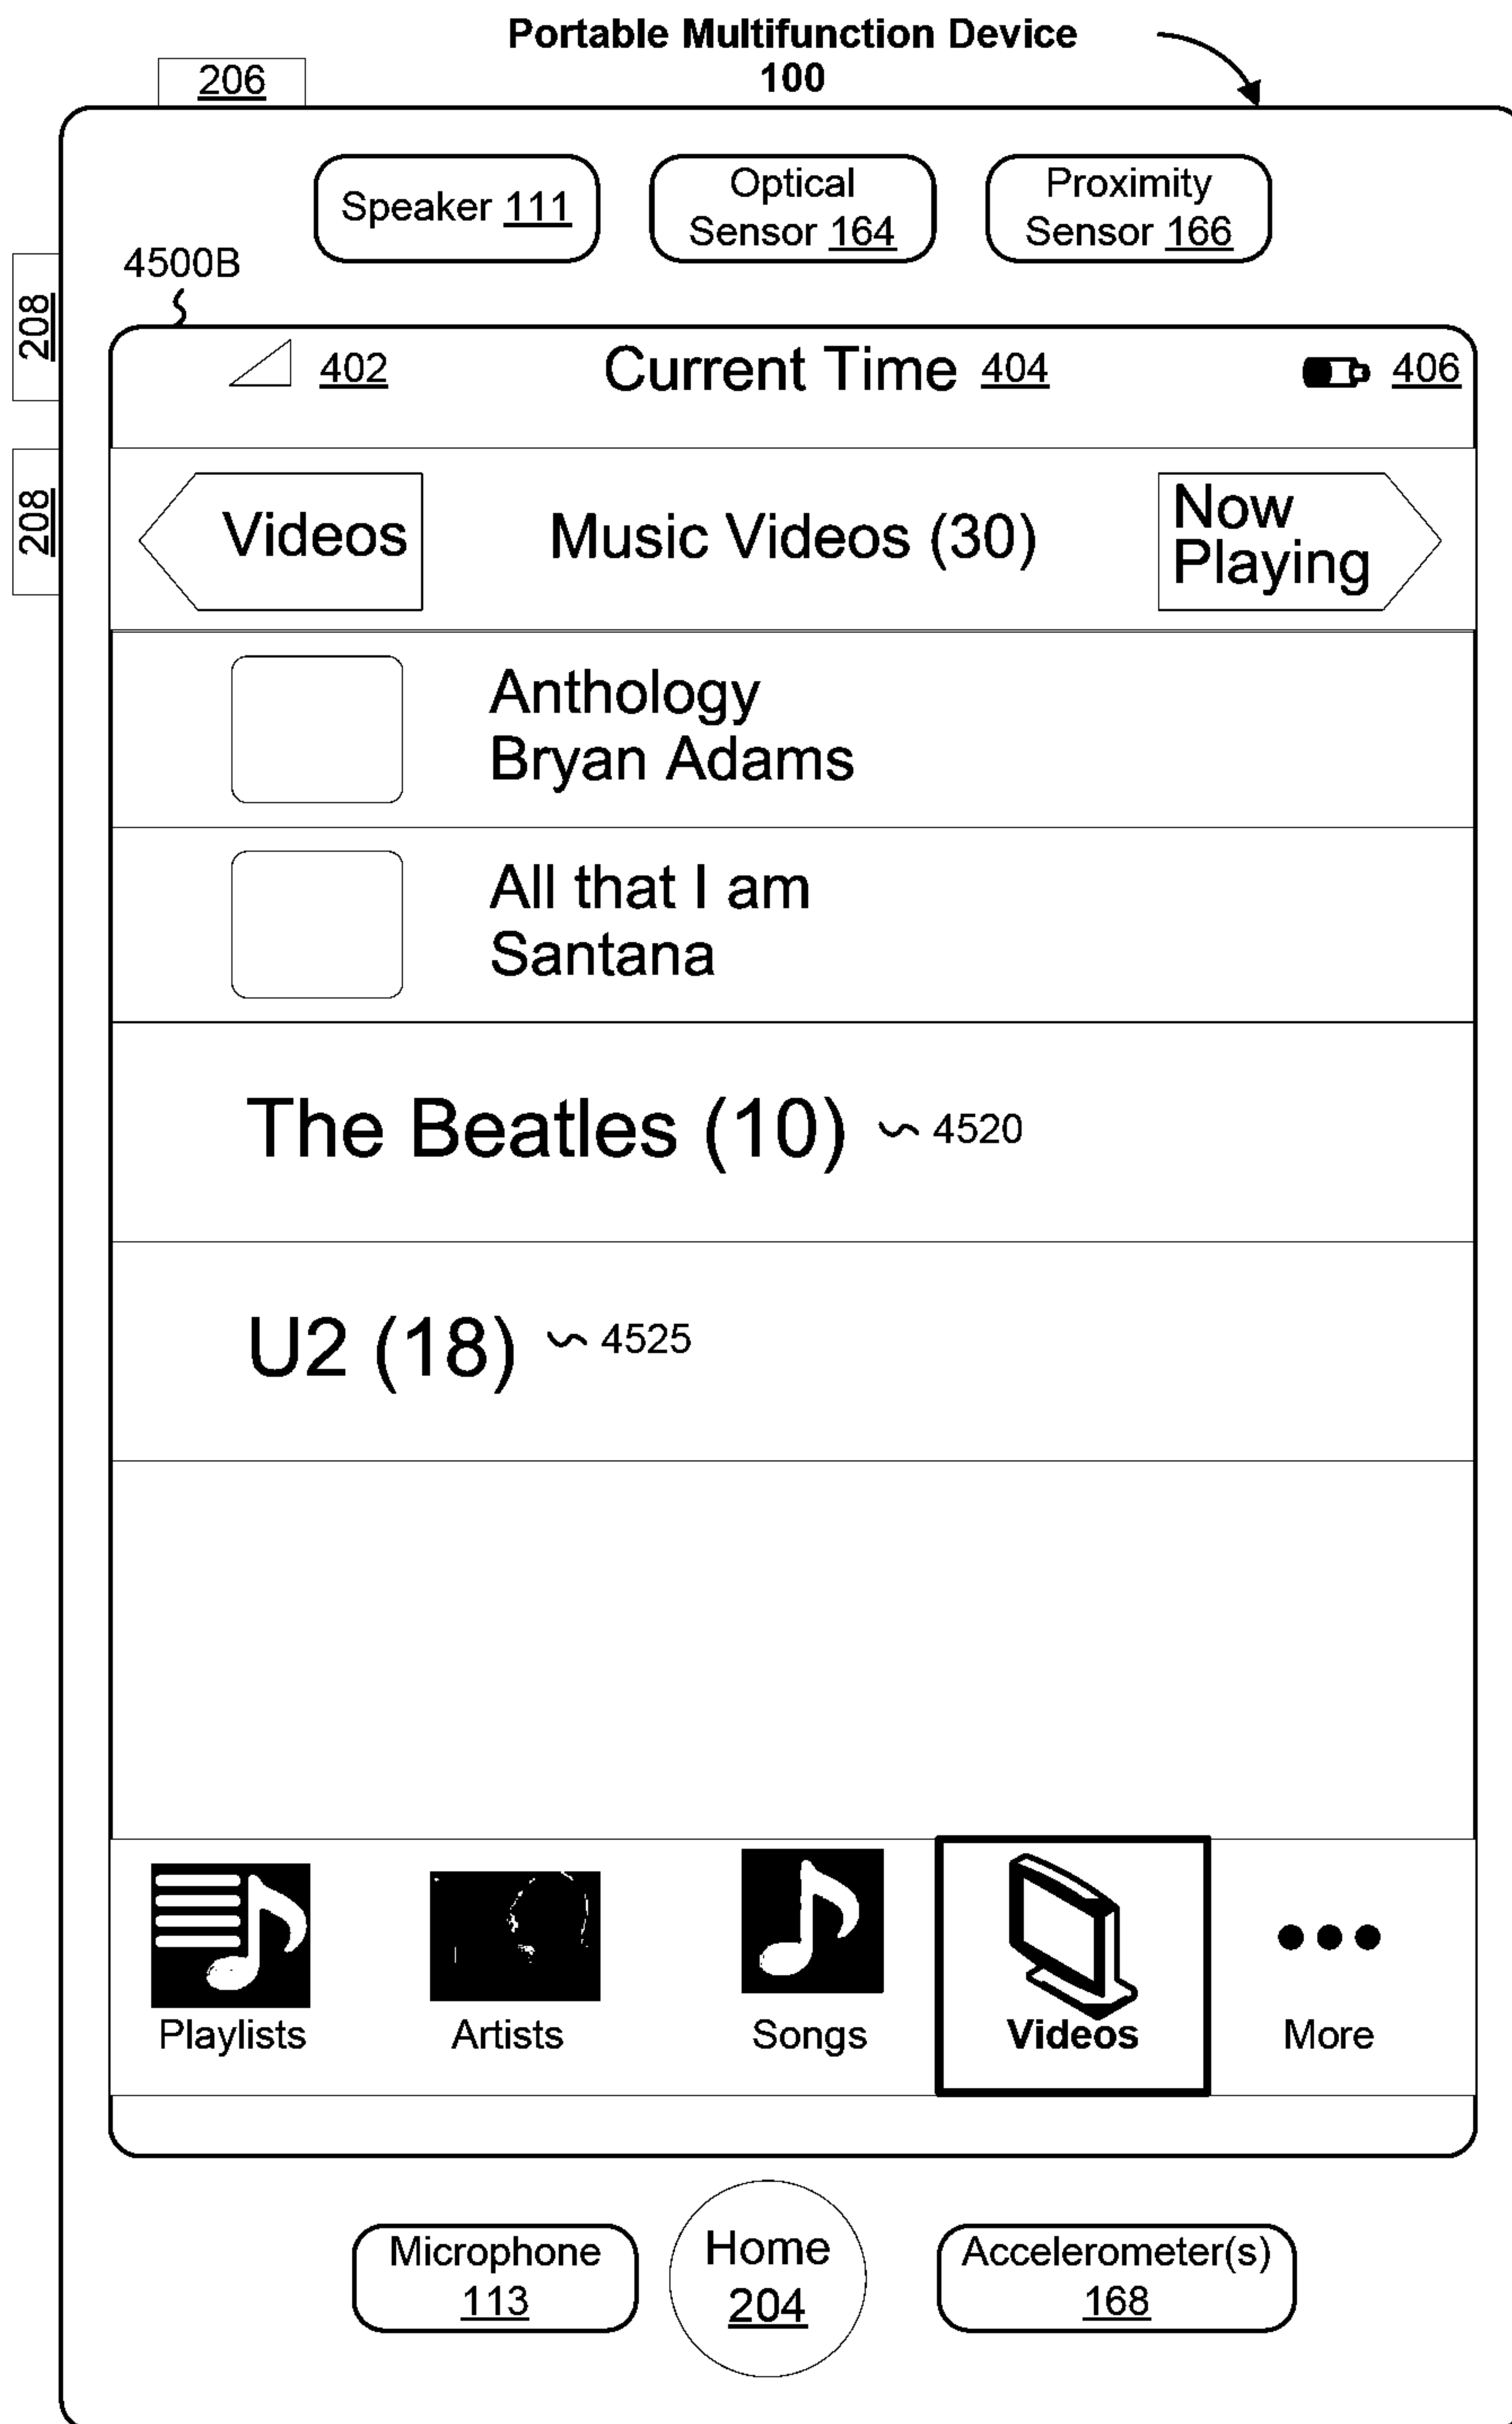 Portable Multifunction Device
100
206
Speaker 111
Optical
Sensor 164
Proximity
Sensor 166
4500B
208
208
402
Current Time 404
406
Videos
Music Videos (30)
Now
Playing
Anthology
Bryan Adams
All that I am
Santana
The Beatles (10)
4520
U2 (18)
4525
Playlists
Artists
Songs
Videos
More
Microphone
113
Home
204
Accelerometer(s)
168